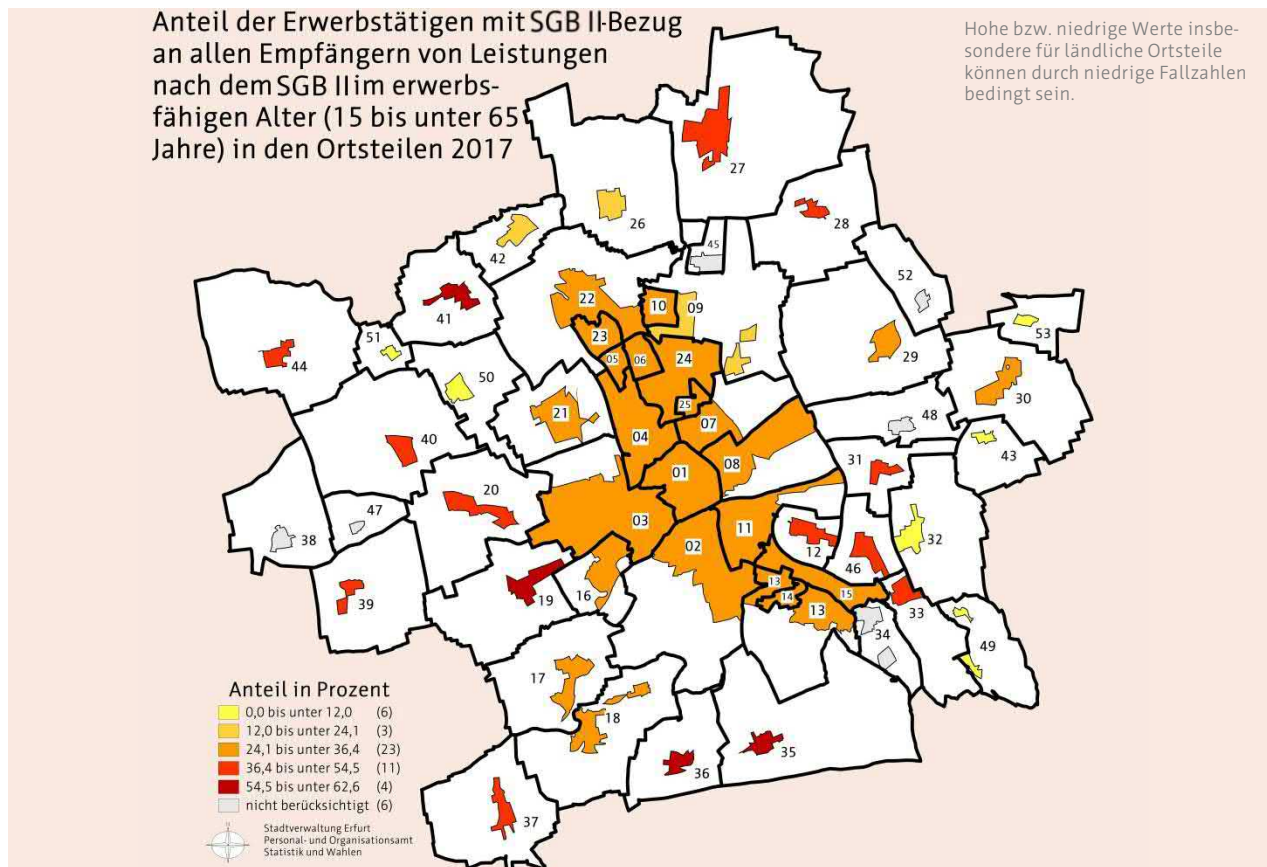 Anteil der Erwerbstätigen mit SGB II-Bezug
an allen Empfängern von Leistungen
nach dem SGB II im erwerbs-
fähigen Alter (15 bis unter 65
Jahre) in den Ortsteilen 2017
Hohe bzw. niedrige Werte insbe-
sondere für ländliche Ortsteile
können durch niedrige Fallzahlen
bedingt sein.
27
28
26
45
42
52
22
10
09
41
53
51
23
44
05
06
24
29
50
30
25
21
48
07
40
04
43
31
08
01
20
47
03
11
38
02
12
46
32
13
39
19
16
14
15
13
33
34
49
17
18
35
36
37
Anteil in Prozent
0,0 bis unter 12,0 (6)
12,0 bis unter 24,1 (3)
24,1 bis unter 36,4 (23)
36,4 bis unter 54,5 (11)
54,5 bis unter 62,6 (4)
nicht berücksichtigt (6)
N
Stadtverwaltung Erfurt
Personal- und Organisationsamt
Statistik und Wahlen